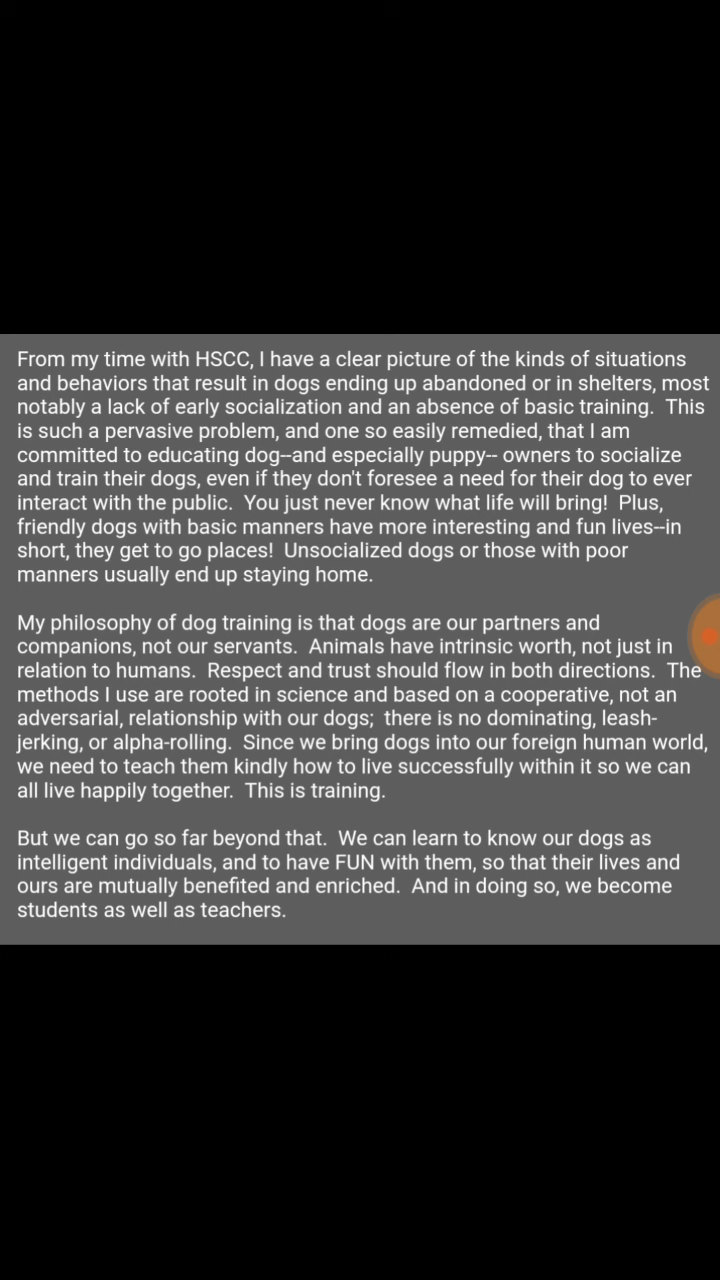 From my time with HSCC, I have a clear picture of the kinds of situations
and behaviors that result in dogs ending up abandoned or in shelters, most
notably a lack of early socialization and an absence of basic training.  This
is such a pervasive problem, and one so easily remedied, that I am
committed to educating dog--and especially puppy-- owners to socialize
and train their dogs, even if they don't foresee a need for their dog to ever
interact with the public.  You just never know what life will bring!  Plus,
friendly dogs with basic manners have more interesting and fun lives--in
short, they get to go places!  Unsocialized dogs or those with poor
manners usually end up staying home.

My philosophy of dog training is that dogs are our partners and
companions, not our servants.  Animals have intrinsic worth, not just in
relation to humans.  Respect and trust should flow in both directions.  The
methods I use are rooted in science and based on a cooperative, not an
adversarial, relationship with our dogs;  there is no dominating, leash-
jerking, or alpha-rolling.  Since we bring dogs into our foreign human world,
we need to teach them kindly how to live successfully within it so we can
all live happily together.  This is training.

But we can go so far beyond that.  We can learn to know our dogs as
intelligent individuals, and to have FUN with them, so that their lives and
ours are mutually benefited and enriched.  And in doing so, we become
students as well as teachers.